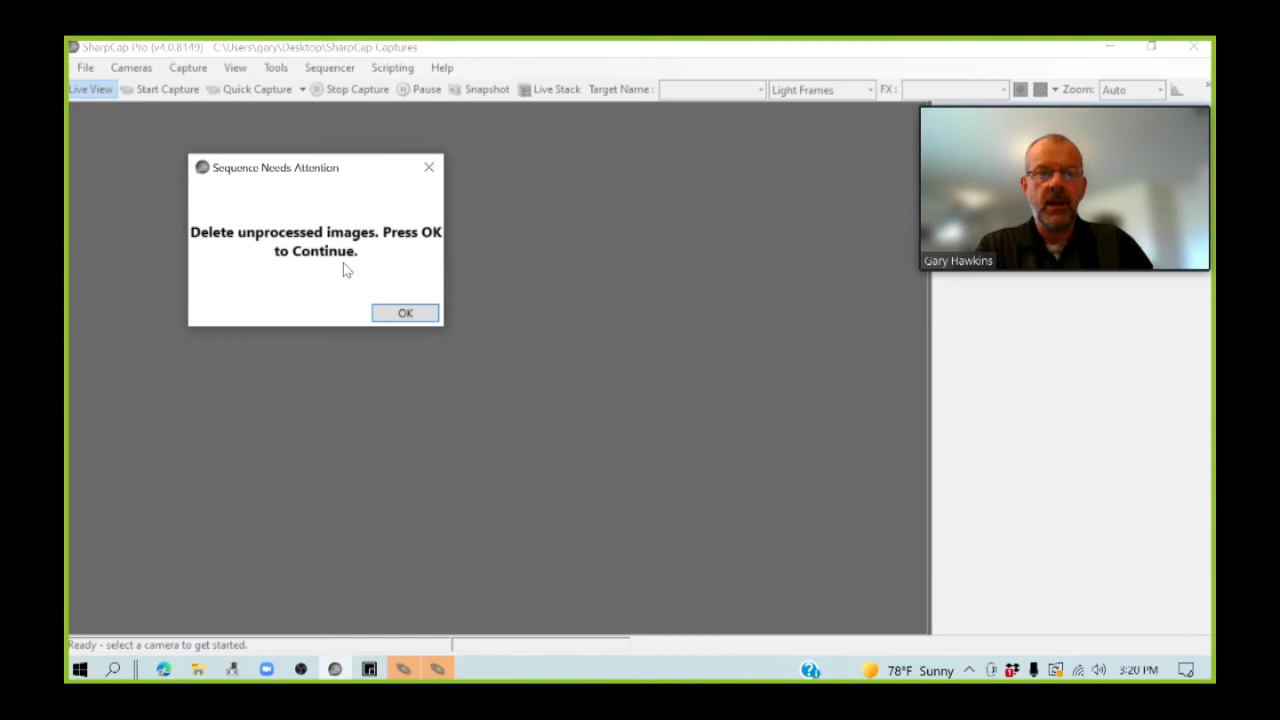 SharpCap Pro (v4.0.8149) C:\Users\gary\Desktop\SharpCap Captures
File Cameras Capture View Tools Sequencer Scripting Help
Live View Start Capture Quick Capture Stop Capture Pause Snapshot Live Stack Target Name : Light Frames FX : Zoom: Auto
Sequence Needs Attention
Delete unprocessed images. Press OK
to Continue.
OK
Gary Hawkins
Ready - select a camera to get started.
78°F Sunny 3:20 PM